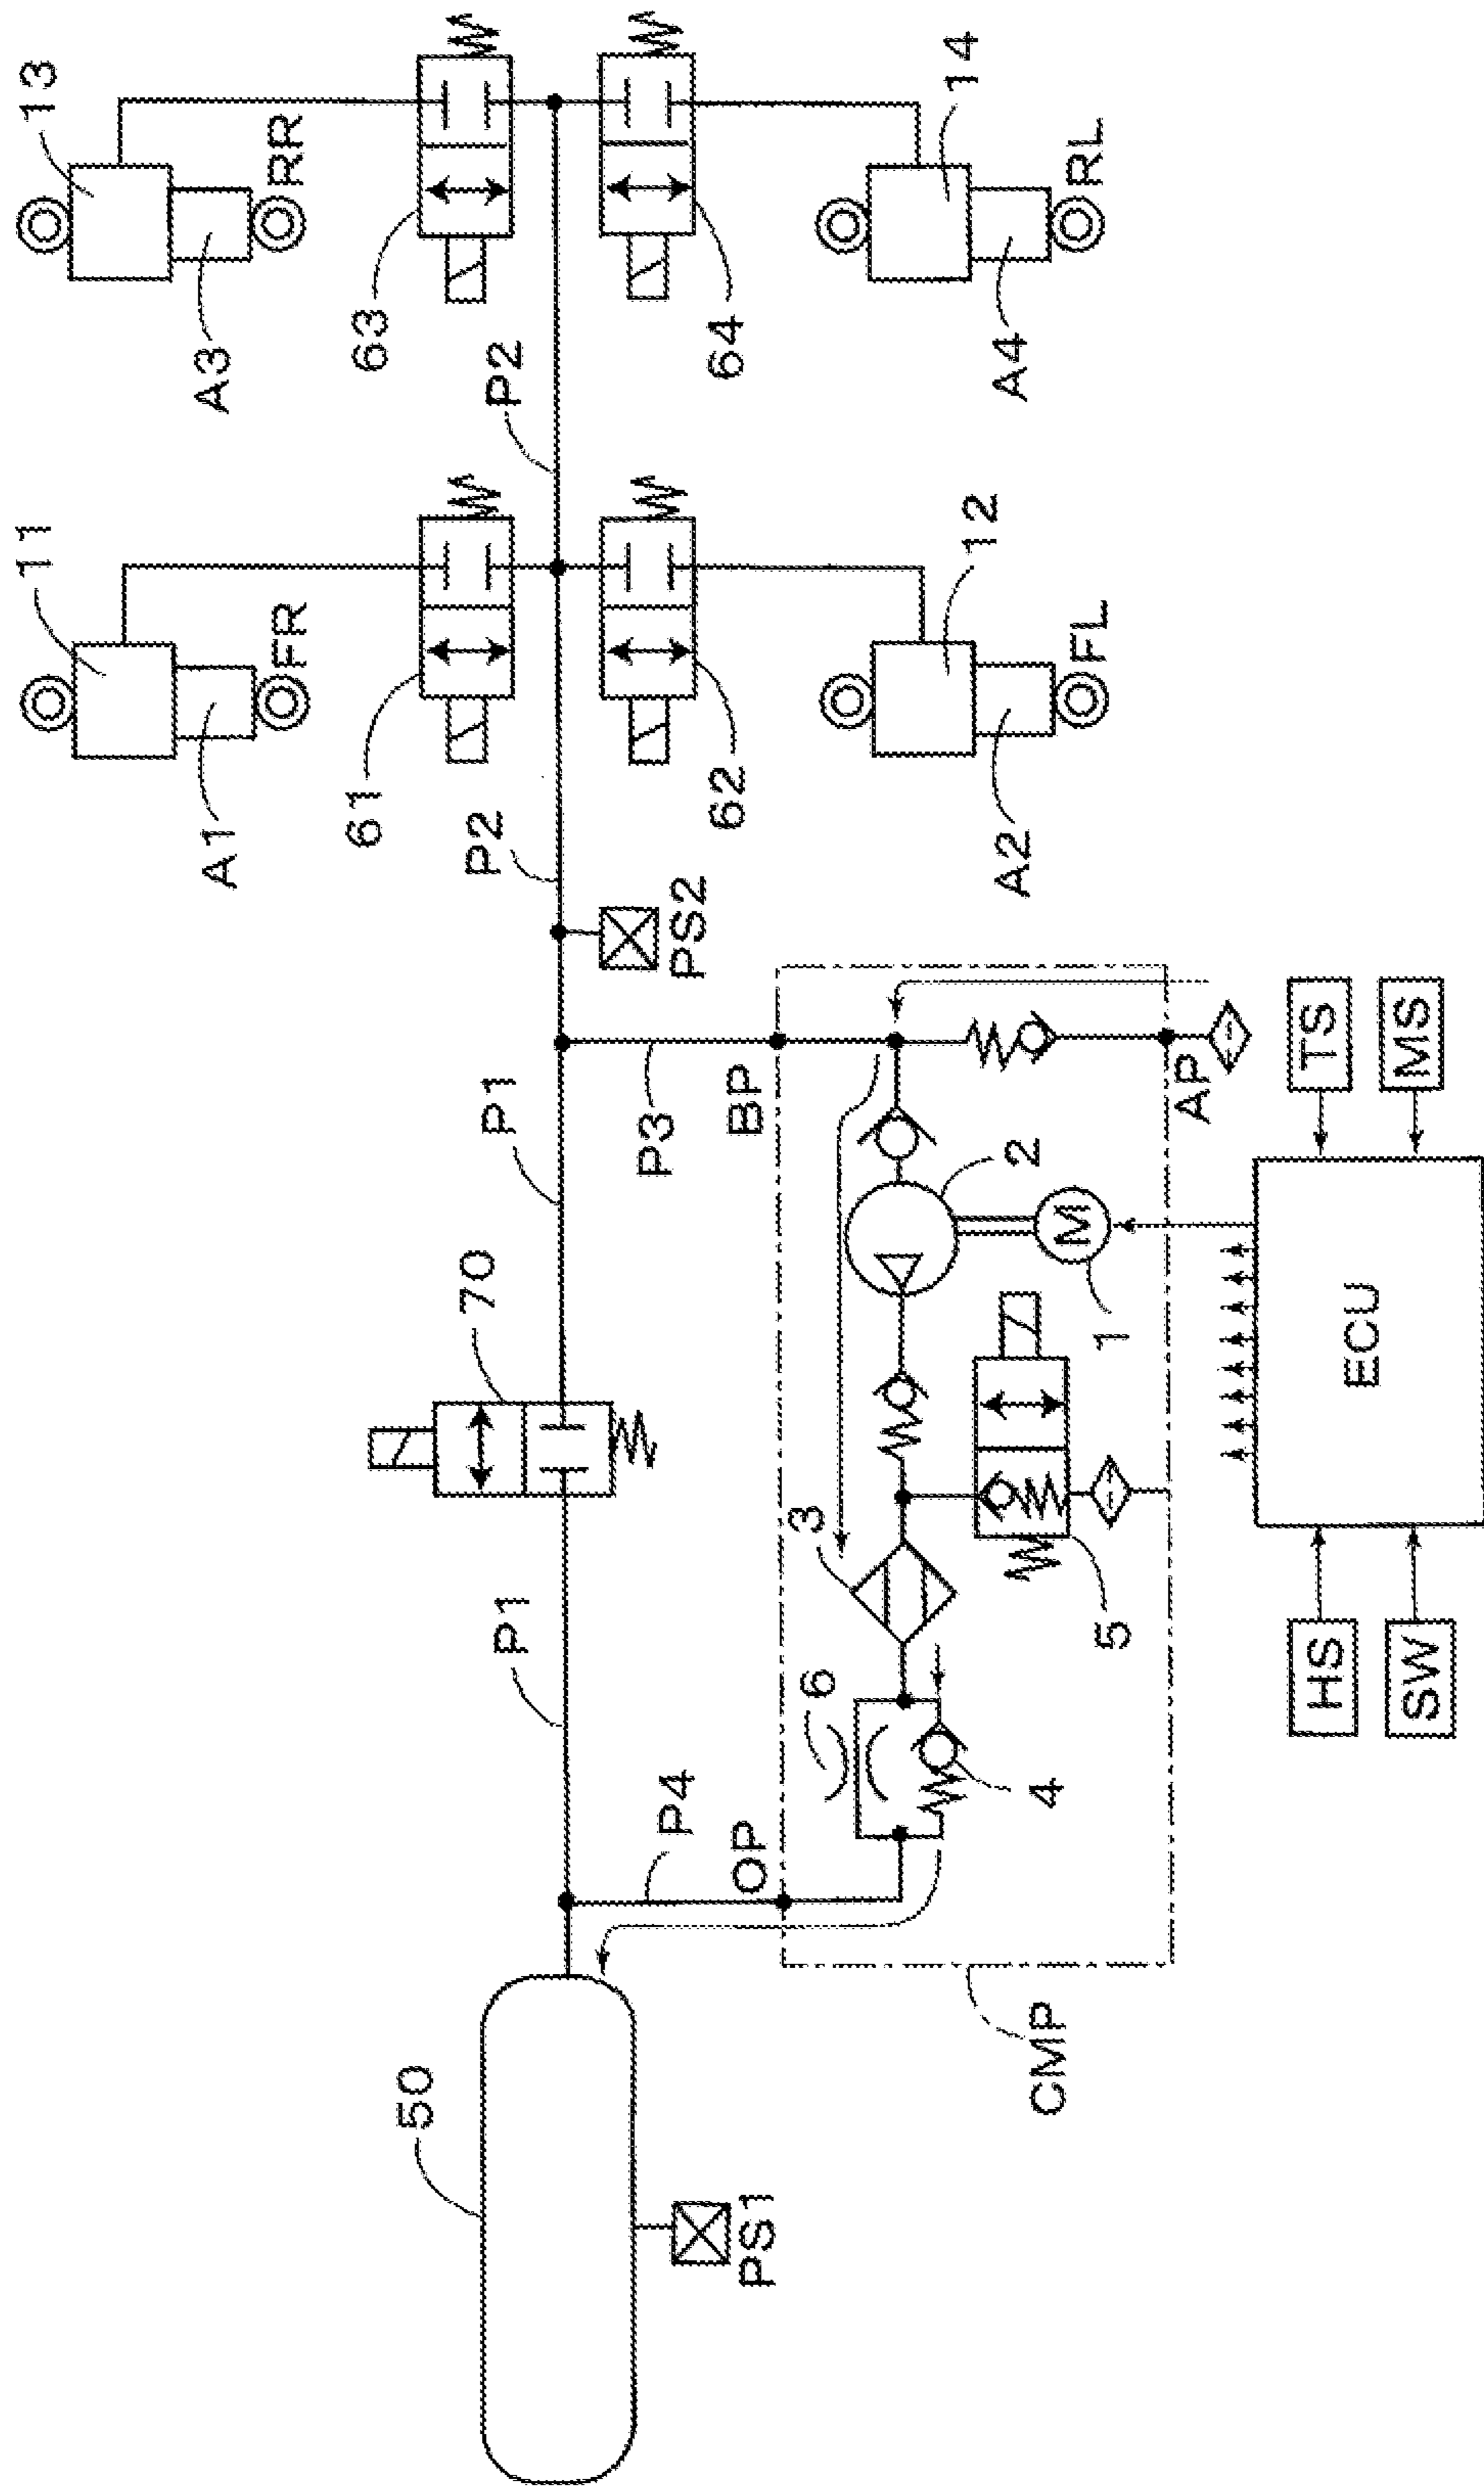 11
A1
FR
13
A3
RR
61
63
P2
P2
62
64
A2
FL
12
A4
RL
14
50
PS1
P1
70
P1
PS2
P4
OP
P3
BP
6
3
4
5
2
M
1
AP
CMP
HS
SW
ECU
TS
MS